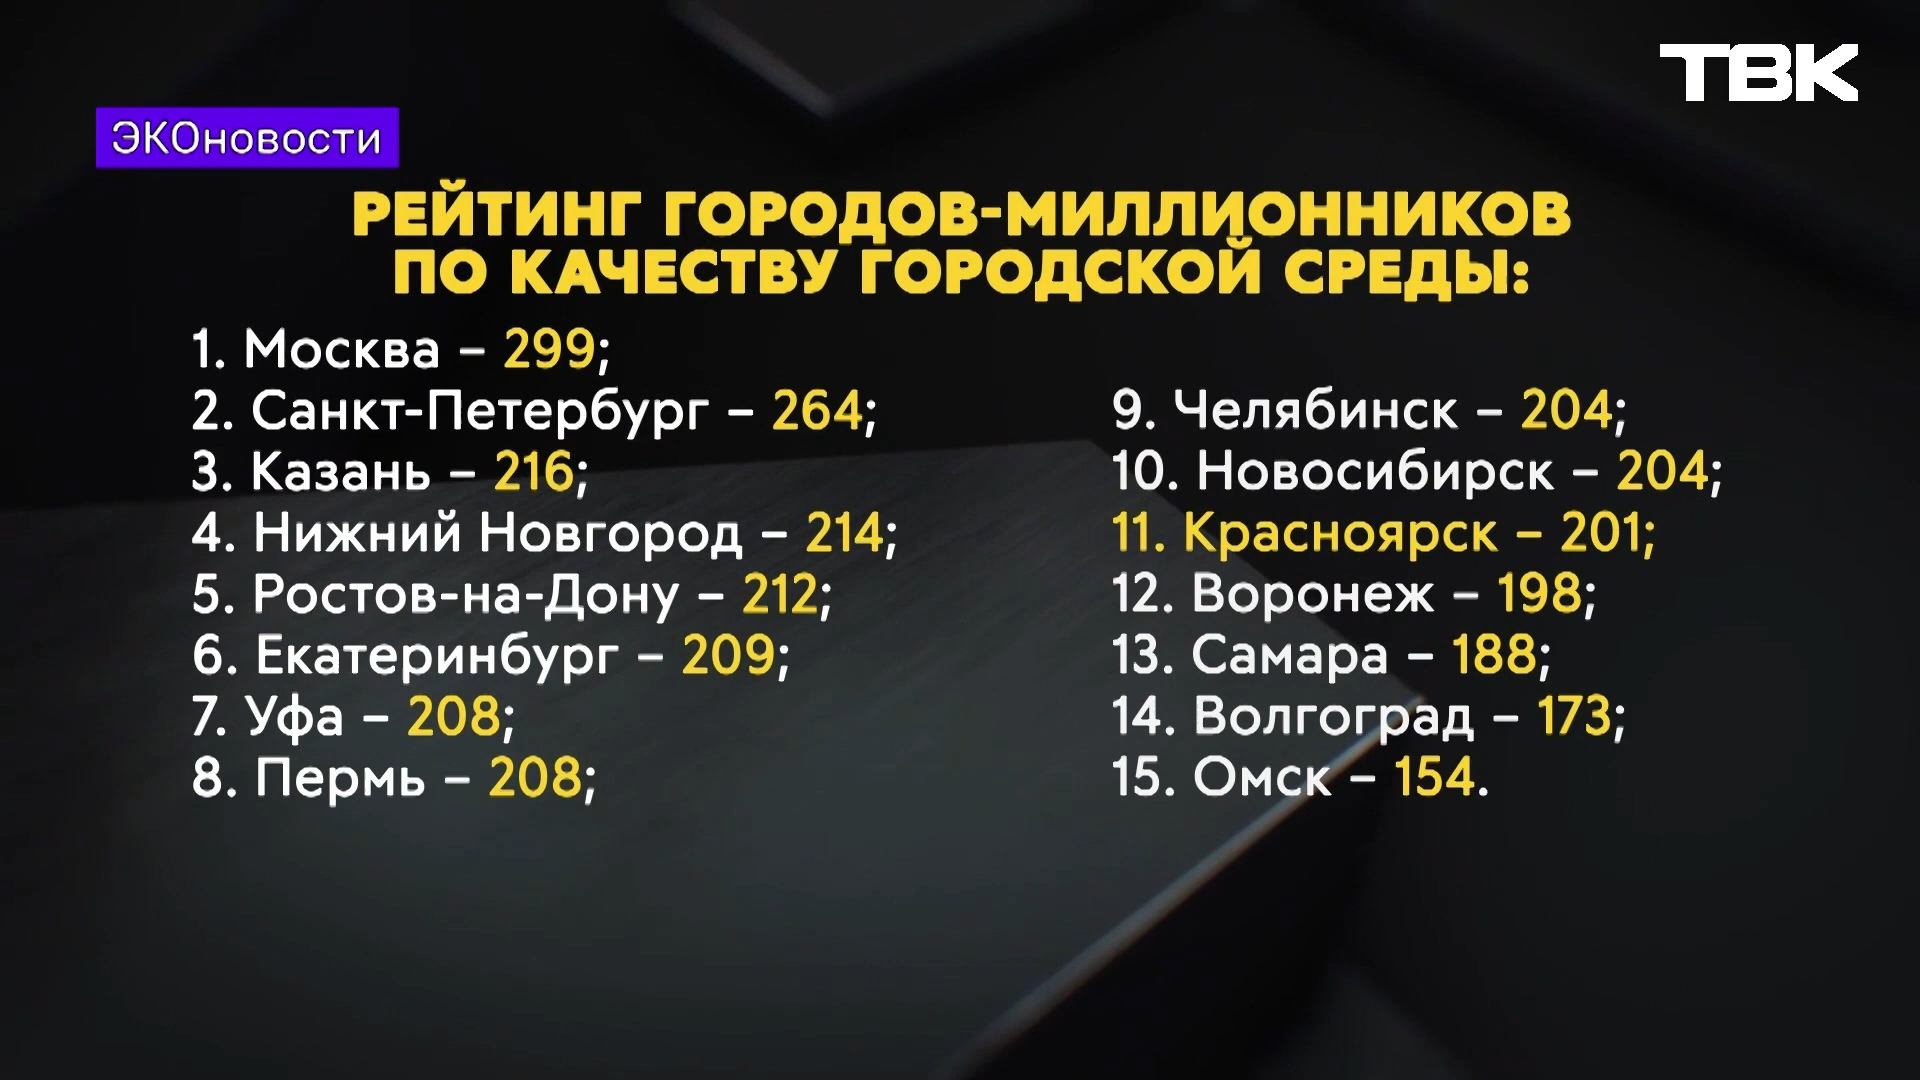 ТВК
ЭКОновости
РЕЙТИНГ ГОРОДОВ-МИЛЛИОННИКОВ
ПО КАЧЕСТВУ ГОРОДСКОЙ СРЕДЫ:
1. Москва – 299;
2. Санкт-Петербург – 264;
3. Казань – 216;
4. Нижний Новгород – 214;
5. Ростов-на-Дону – 212;
6. Екатеринбург – 209;
7. Уфа – 208;
8. Пермь – 208;
9. Челябинск – 204;
10. Новосибирск – 204;
11. Красноярск – 201;
12. Воронеж – 198;
13. Самара – 188;
14. Волгоград – 173;
15. Омск – 154.